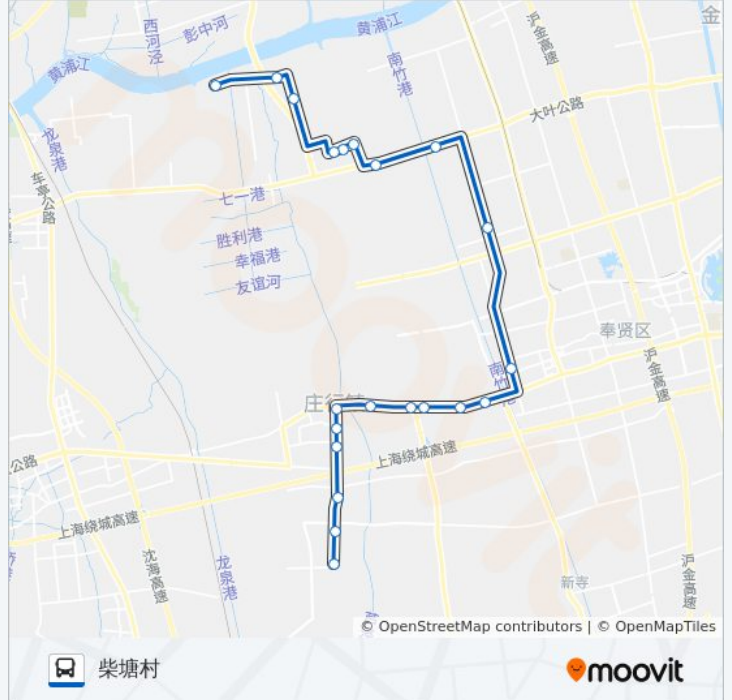 金
黄浦江
西河泾
彭中河
沪金高速
黄浦江
南竹港
大叶公路
龙泉港
车亭公路
七一港
胜利港
幸福港
友谊河
奉贤区
沪金高速
南竹港
庄行镇
上海绕城高速
公路
上海绕城高速
沈海高速
龙泉港
新寺
沪金高速
© OpenStreetMap contributors | © OpenMapTiles
柴塘村
moovit